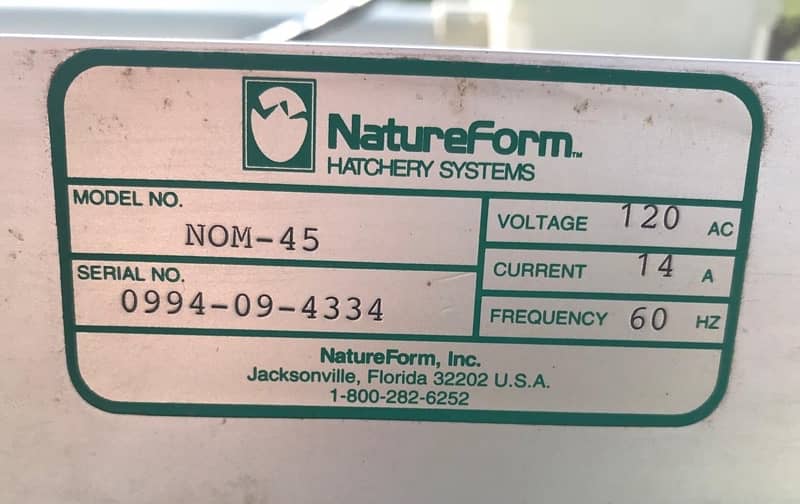 NatureForm™
HATCHERY SYSTEMS
MODEL NO.
NOM-45
SERIAL NO.
0994-09-4334
VOLTAGE 120 AC
CURRENT 14 A
FREQUENCY 60 HZ
NatureForm, Inc.
Jacksonville, Florida 32202 U.S.A.
1-800-282-6252